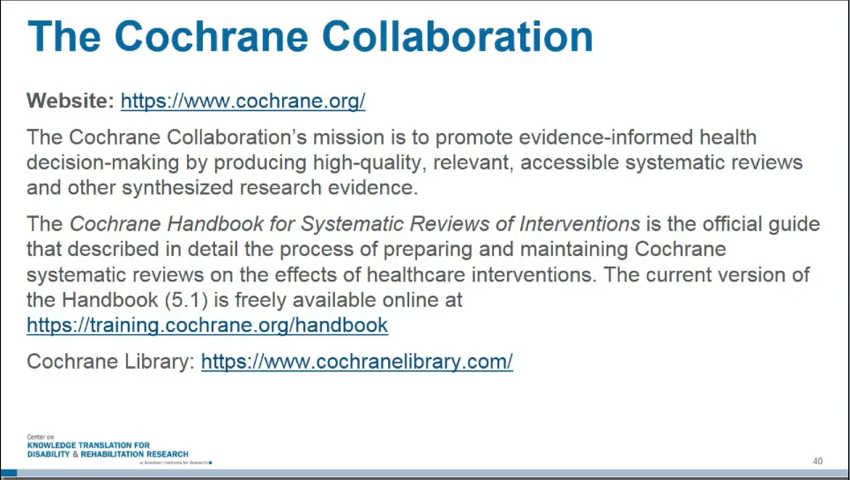 The Cochrane Collaboration
Website: https://www.cochrane.org/
The Cochrane Collaboration's mission is to promote evidence-informed health
decision-making by producing high-quality, relevant, accessible systematic reviews
and other synthesized research evidence.
The Cochrane Handbook for Systematic Reviews of Interventions is the official guide
that described in detail the process of preparing and maintaining Cochrane
systematic reviews on the effects of healthcare interventions. The current version of
the Handbook (5.1) is freely available online at
https://training.cochrane.org/handbook
Cochrane Library: https://www.cochranelibrary.com/
Center on
KNOWLEDGE TRANSLATION FOR
DISABILITY & REHABILITATION RESEARCH
at American Institutes for Research
40